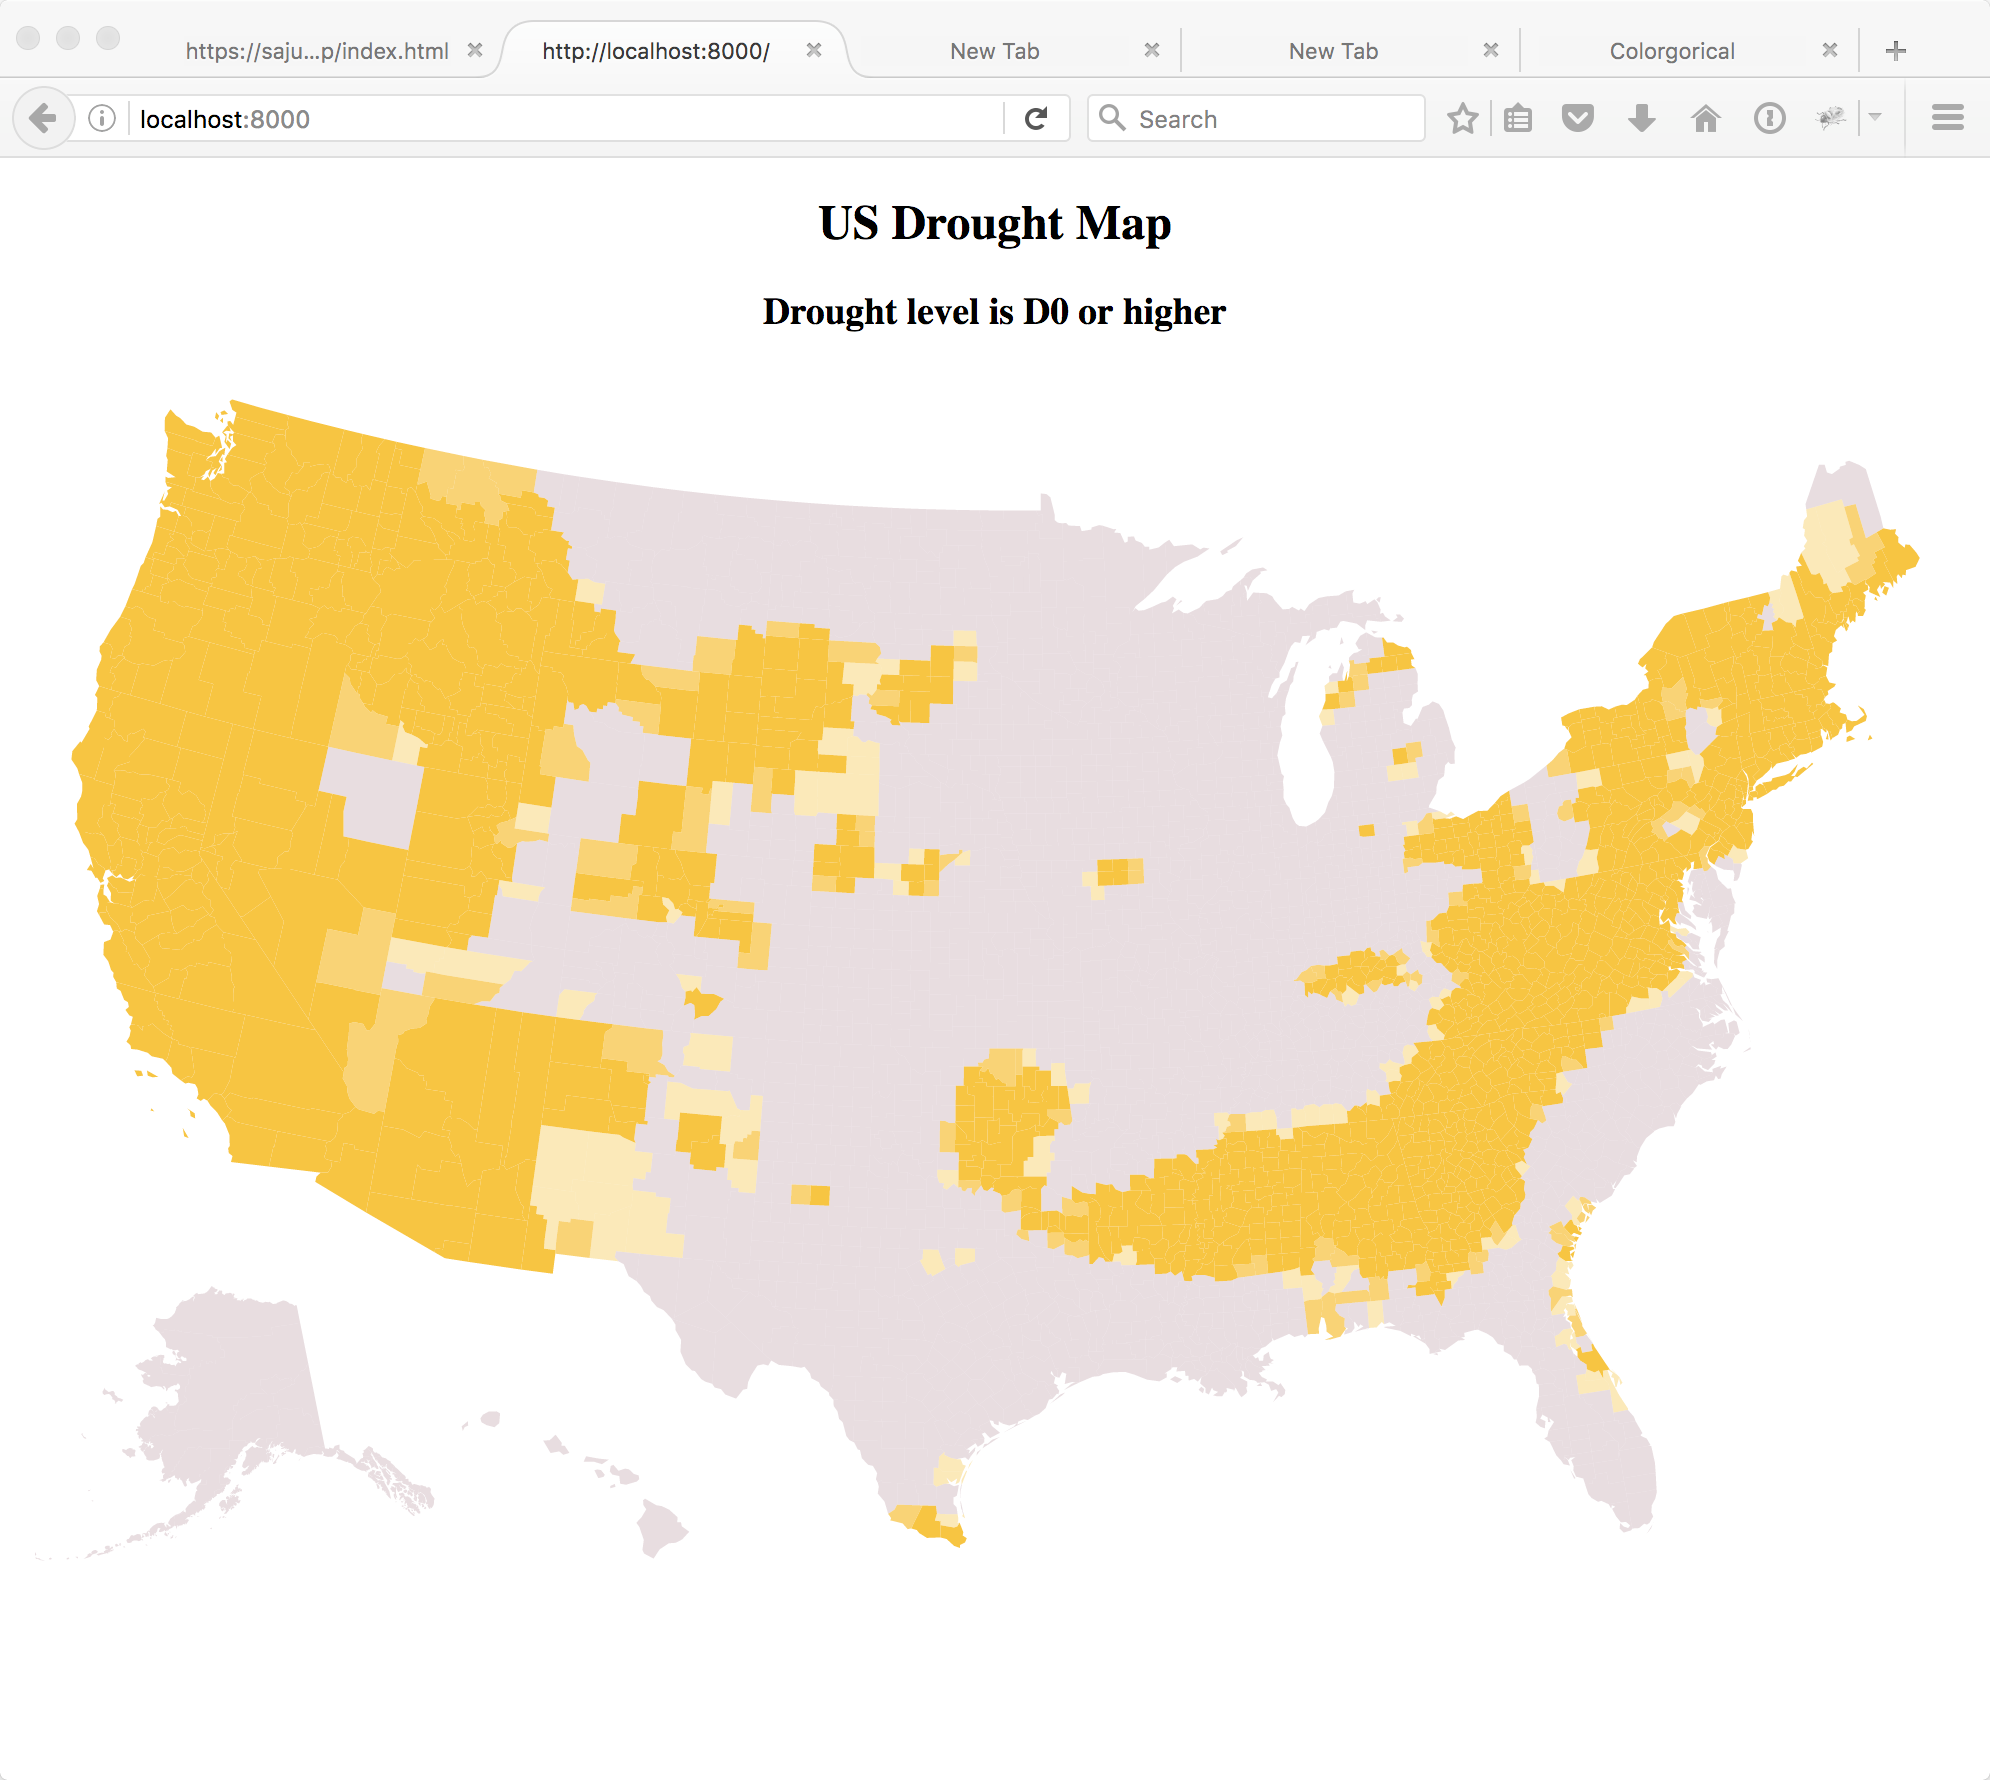 https://saju...p/index.html
http://localhost:8000/
New Tab
New Tab
Colorgorical
localhost:8000
Search
US Drought Map
Drought level is D0 or higher